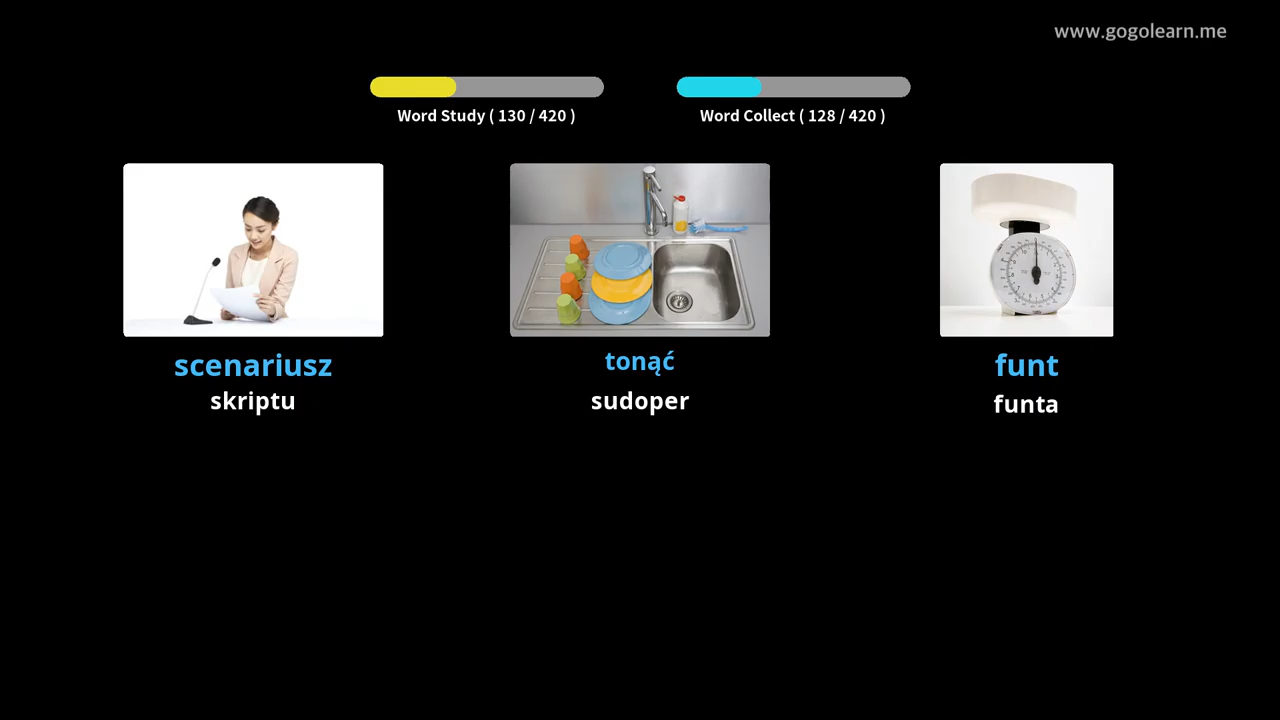 www.gogolearn.me
Word Study ( 130 / 420 )
Word Collect ( 128 / 420 )
scenariusz
skriptu
tonąć
sudoper
funt
funta